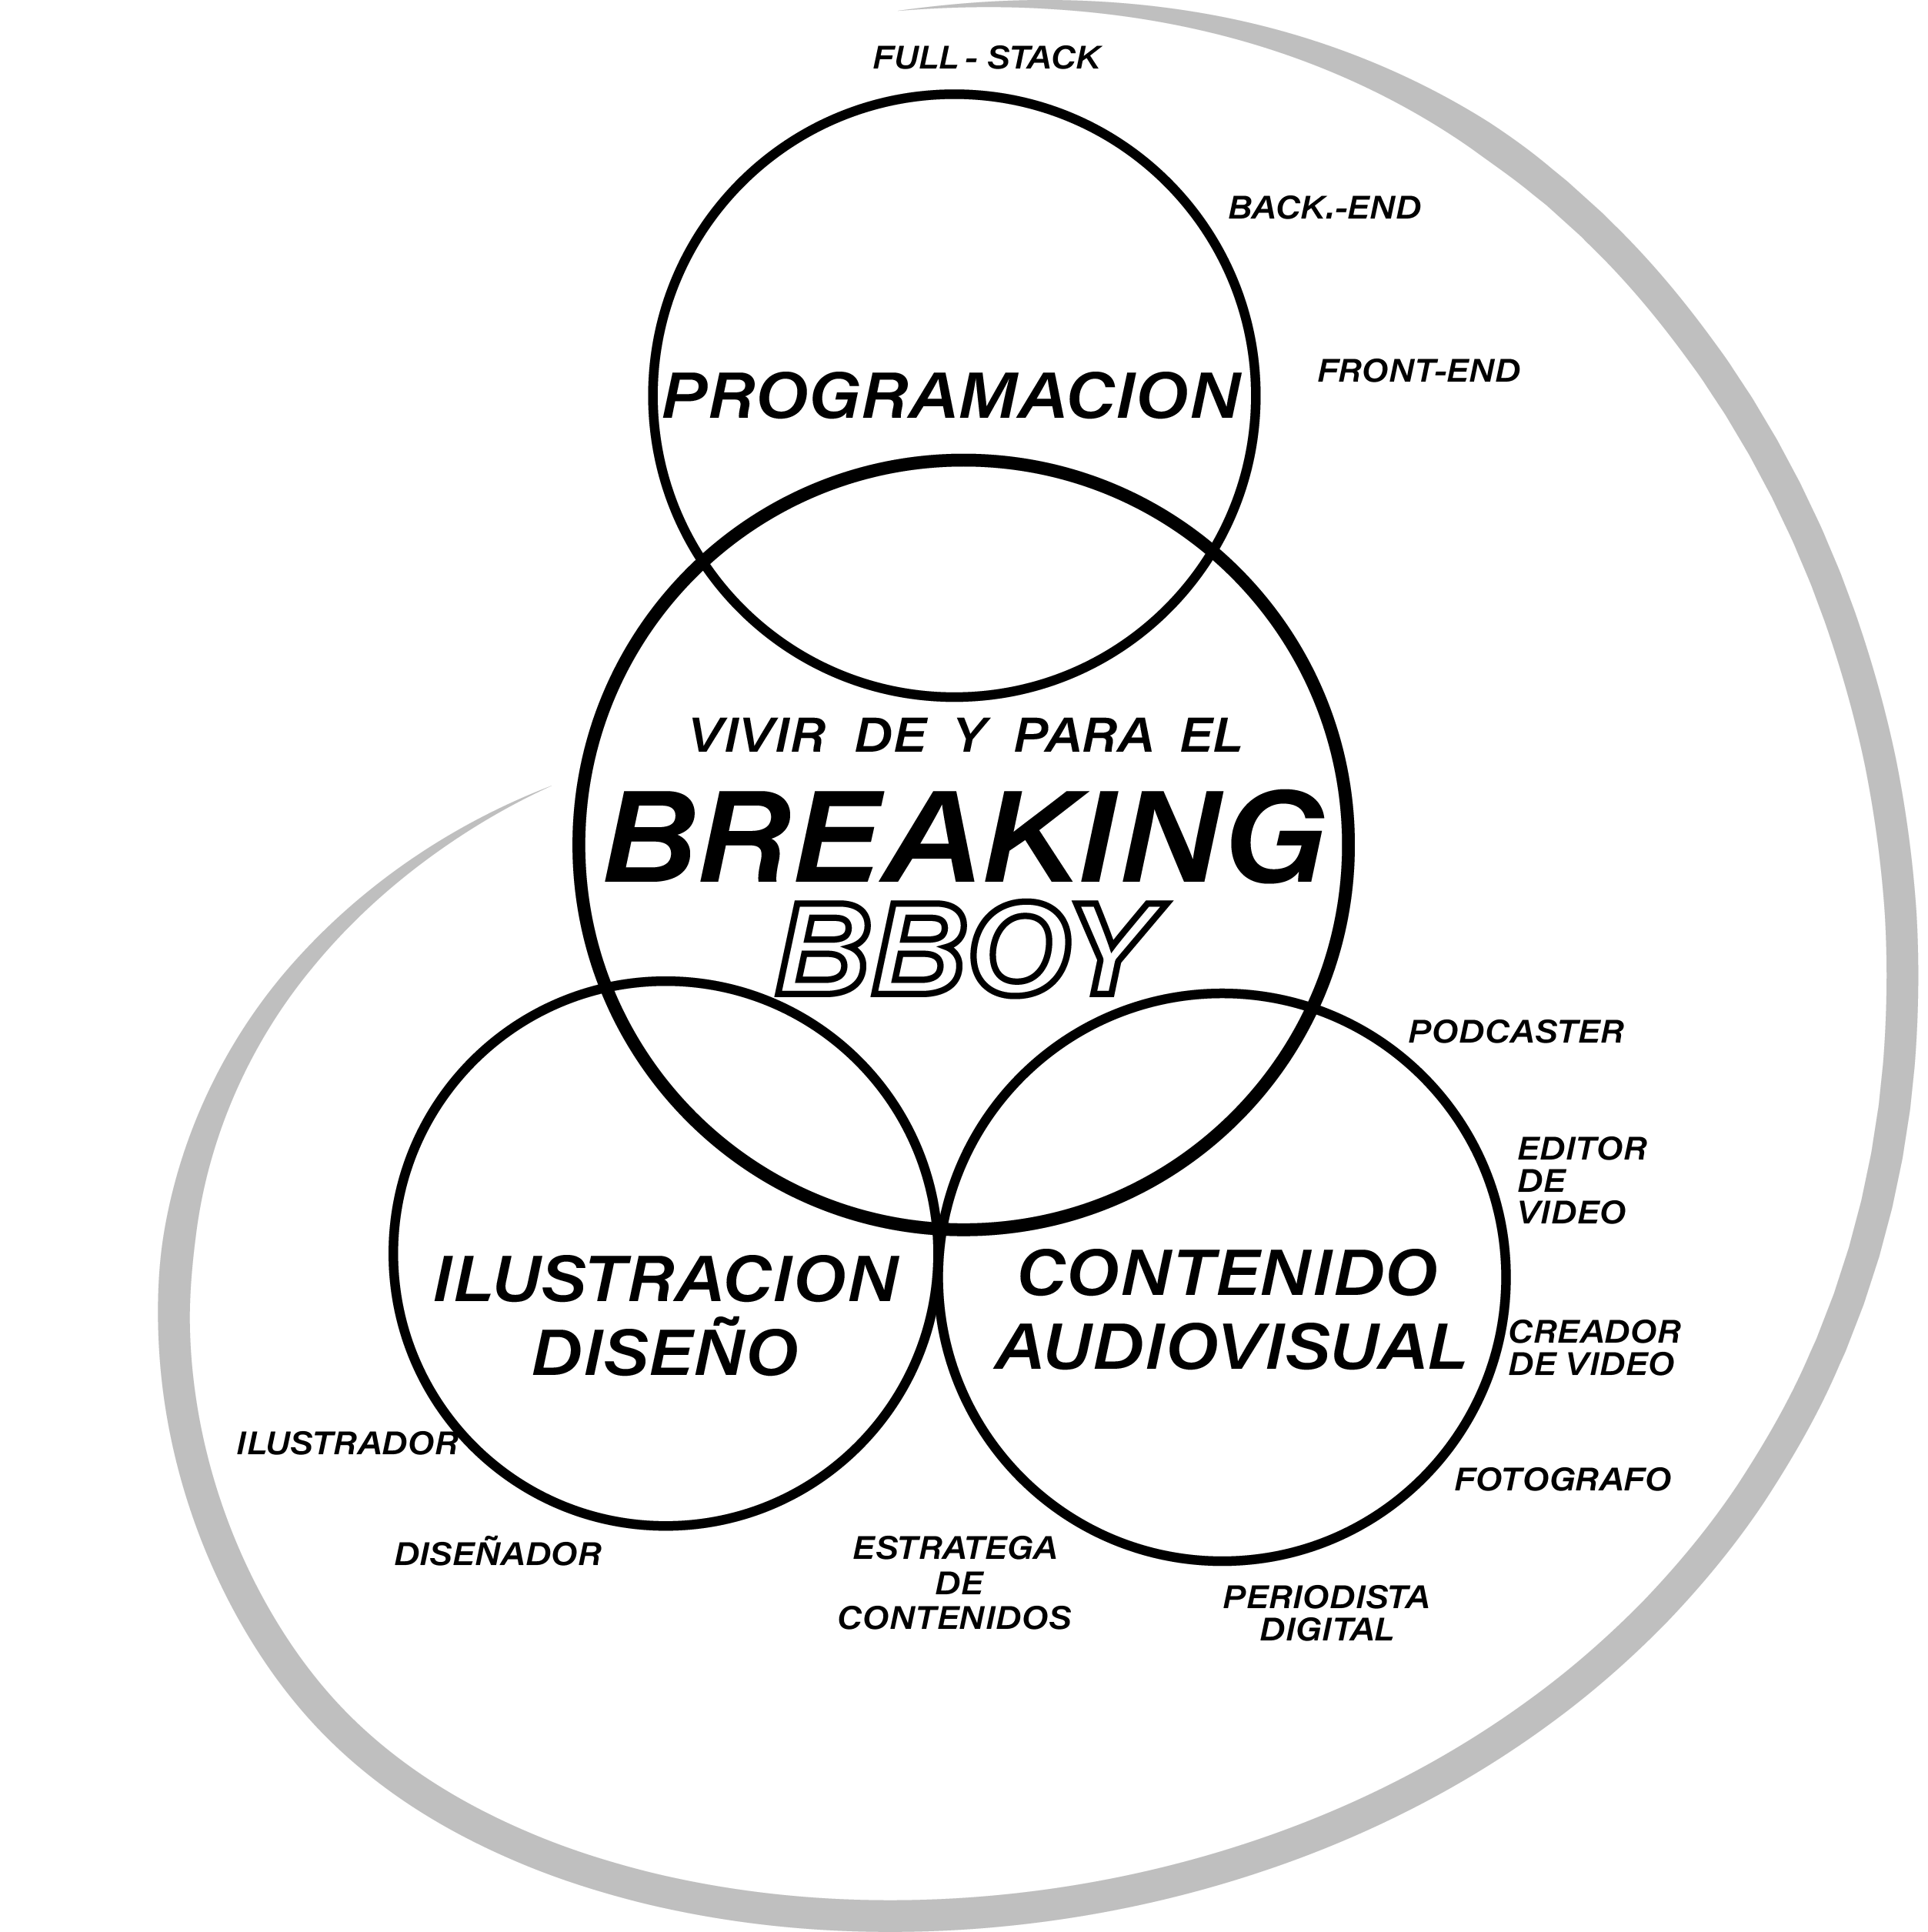 FULL - STACK
BACK.-END
FRONT-END
PROGRAMACION
VIVIR DE Y PARA EL
BREAKING
BBOY
PODCASTER
EDITOR
DE
VIDEO
ILUSTRACION
DISEÑO
CONTENIDO
AUDIOVISUAL
CREADOR
DE VIDEO
ILUSTRADOR
FOTOGRAFO
DISEÑADOR
ESTRATEGA
DE
CONTENIDOS
PERIODISTA
DIGITAL